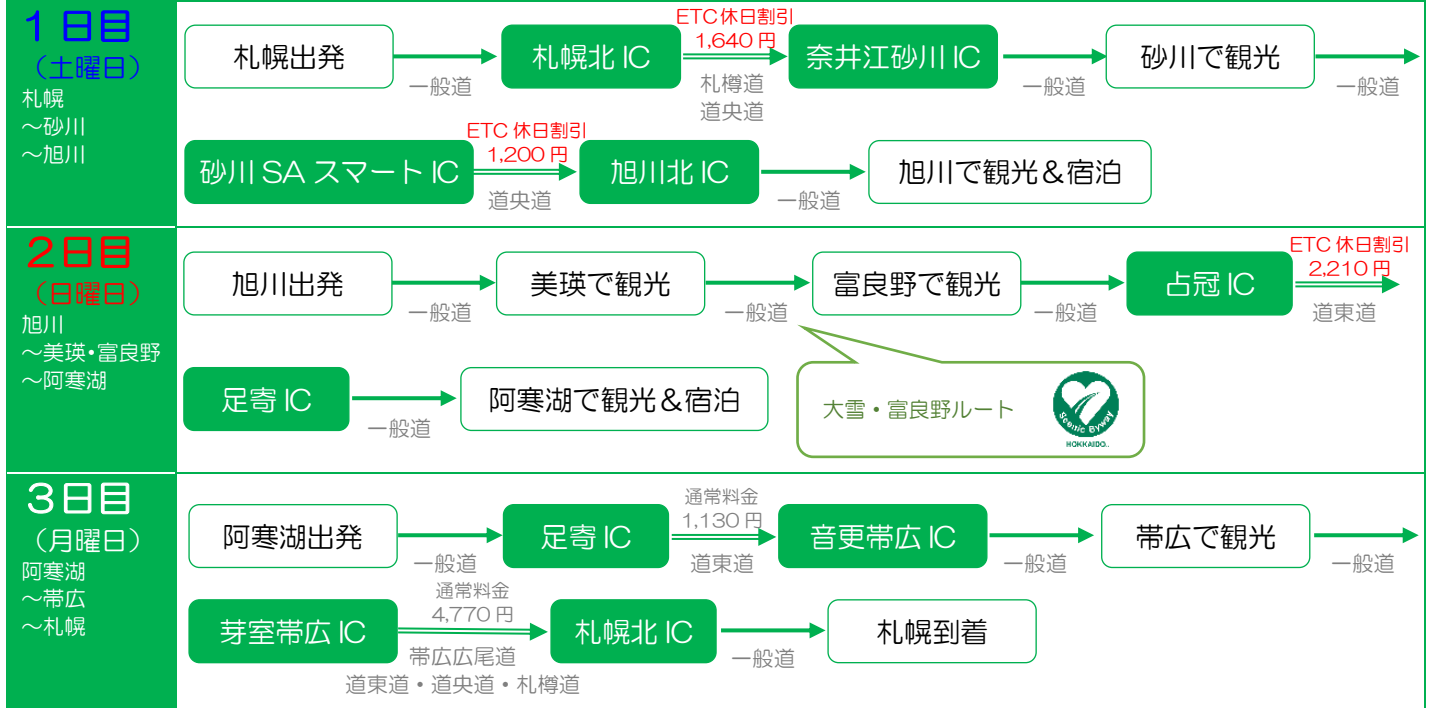 1日目
（土曜日）
札幌
～砂川
～旭川
札幌出発
一般道
札幌北 IC
ETC 休日割引
1,640 円
札樽道
道央道
奈井江砂川 IC
一般道
砂川で観光
一般道
砂川 SA スマート IC
ETC 休日割引
1,200 円
道央道
旭川北 IC
一般道
旭川で観光＆宿泊
2日目
（日曜日）
旭川
～美瑛・富良野
～阿寒湖
旭川出発
一般道
美瑛で観光
一般道
富良野で観光
一般道
占冠 IC
ETC 休日割引
2,210 円
道東道
足寄 IC
一般道
阿寒湖で観光＆宿泊
大雪・富良野ルート
Scenic Byway
HOKKAIDO..
3日目
（月曜日）
阿寒湖
～帯広
～札幌
阿寒湖出発
一般道
足寄 IC
通常料金
1,130 円
道東道
音更帯広 IC
一般道
帯広で観光
一般道
芽室帯広 IC
通常料金
4,770 円
帯広広尾道
道東道・道央道・札樽道
札幌北 IC
一般道
札幌到着